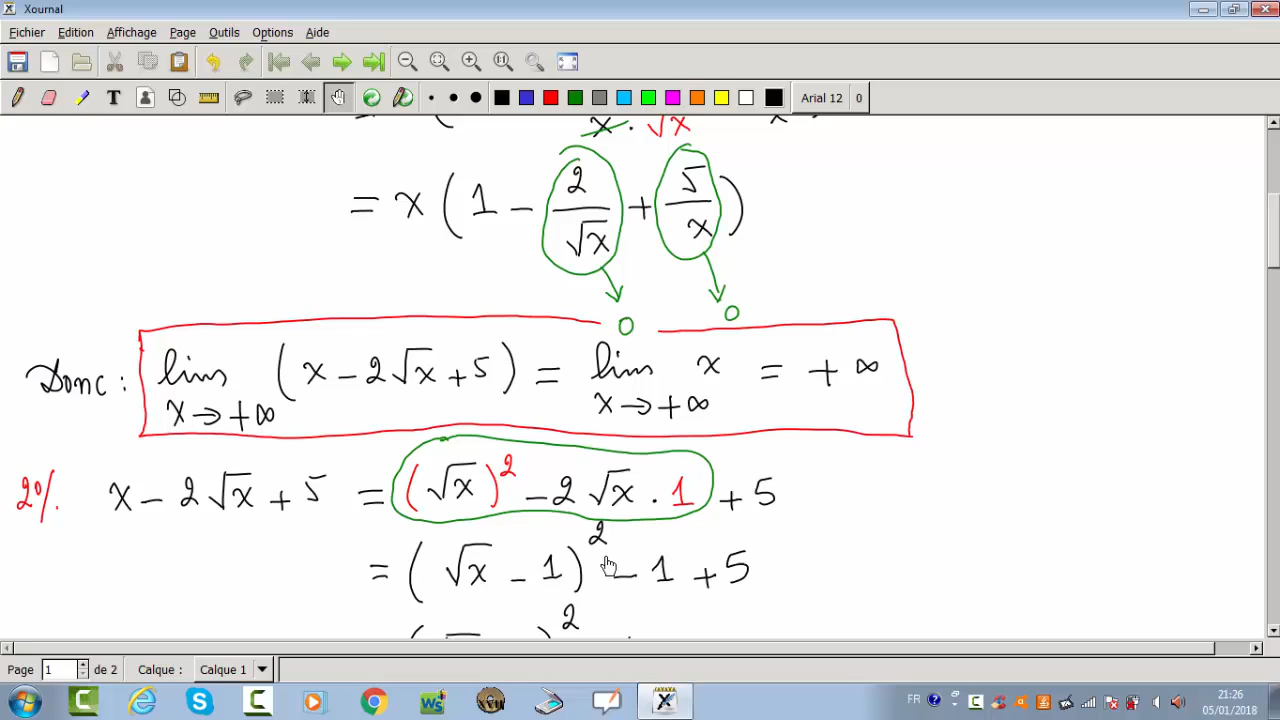 Xournal
Fichier Edition Affichage Page Outils Options Aide
Arial 12 0
x . √x x
= x ( 1 - 2/√x + 5/x )
0 0
Donc : lim (x - 2√x + 5) = lim x = + ∞
x → +∞ x → +∞
2°/. x - 2√x + 5 = (√x)² - 2 √x . 1 + 5
= ( √x - 1 )² - 1 + 5
2
Page 1 de 2 Calque : Calque 1
FR 21:26
05/01/2018